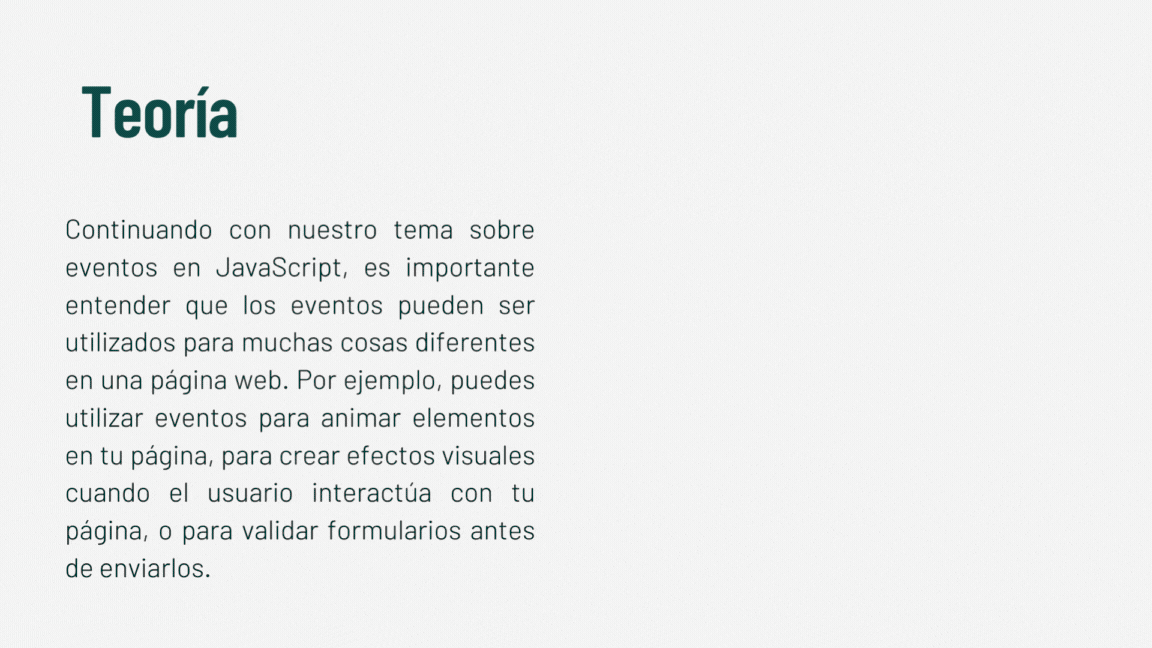 Teoría
Continuando con nuestro tema sobre
eventos en JavaScript, es importante
entender que los eventos pueden ser
utilizados para muchas cosas diferentes
en una página web. Por ejemplo, puedes
utilizar eventos para animar elementos
en tu página, para crear efectos visuales
cuando el usuario interactúa con tu
página, o para validar formularios antes
de enviarlos.